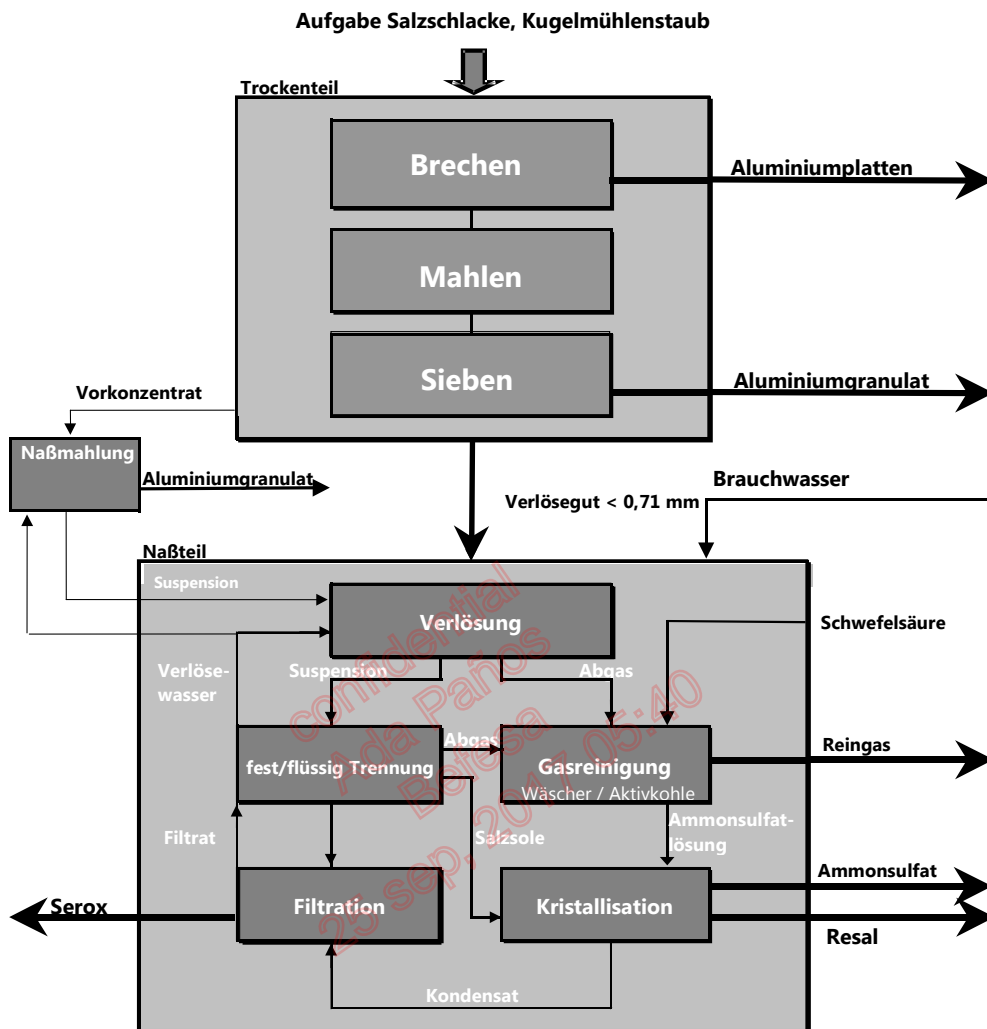 Aufgabe Salzschlacke, Kugelmühlenstaub
Trockenteil
Brechen
Aluminiumplatten
Mahlen
Sieben
Aluminiumgranulat
Vorkonzentrat
Naßmahlung
Aluminiumgranulat
Brauchwasser
Verlösegut < 0,71 mm
Naßteil
Suspension
Verlösung
Schwefelsäure
Verlöse-
wasser
Suspension
Abgas
Abgas
fest/flüssig Trennung
Gasreinigung
Wäscher / Aktivkohle
Reingas
Filtrat
Salzsole
Ammonsulfat-
lösung
Ammonsulfat
Serox
Filtration
Kristallisation
Resal
Kondensat
confidential
Ada Paños
Befesa
25 sep, 2017 05:40